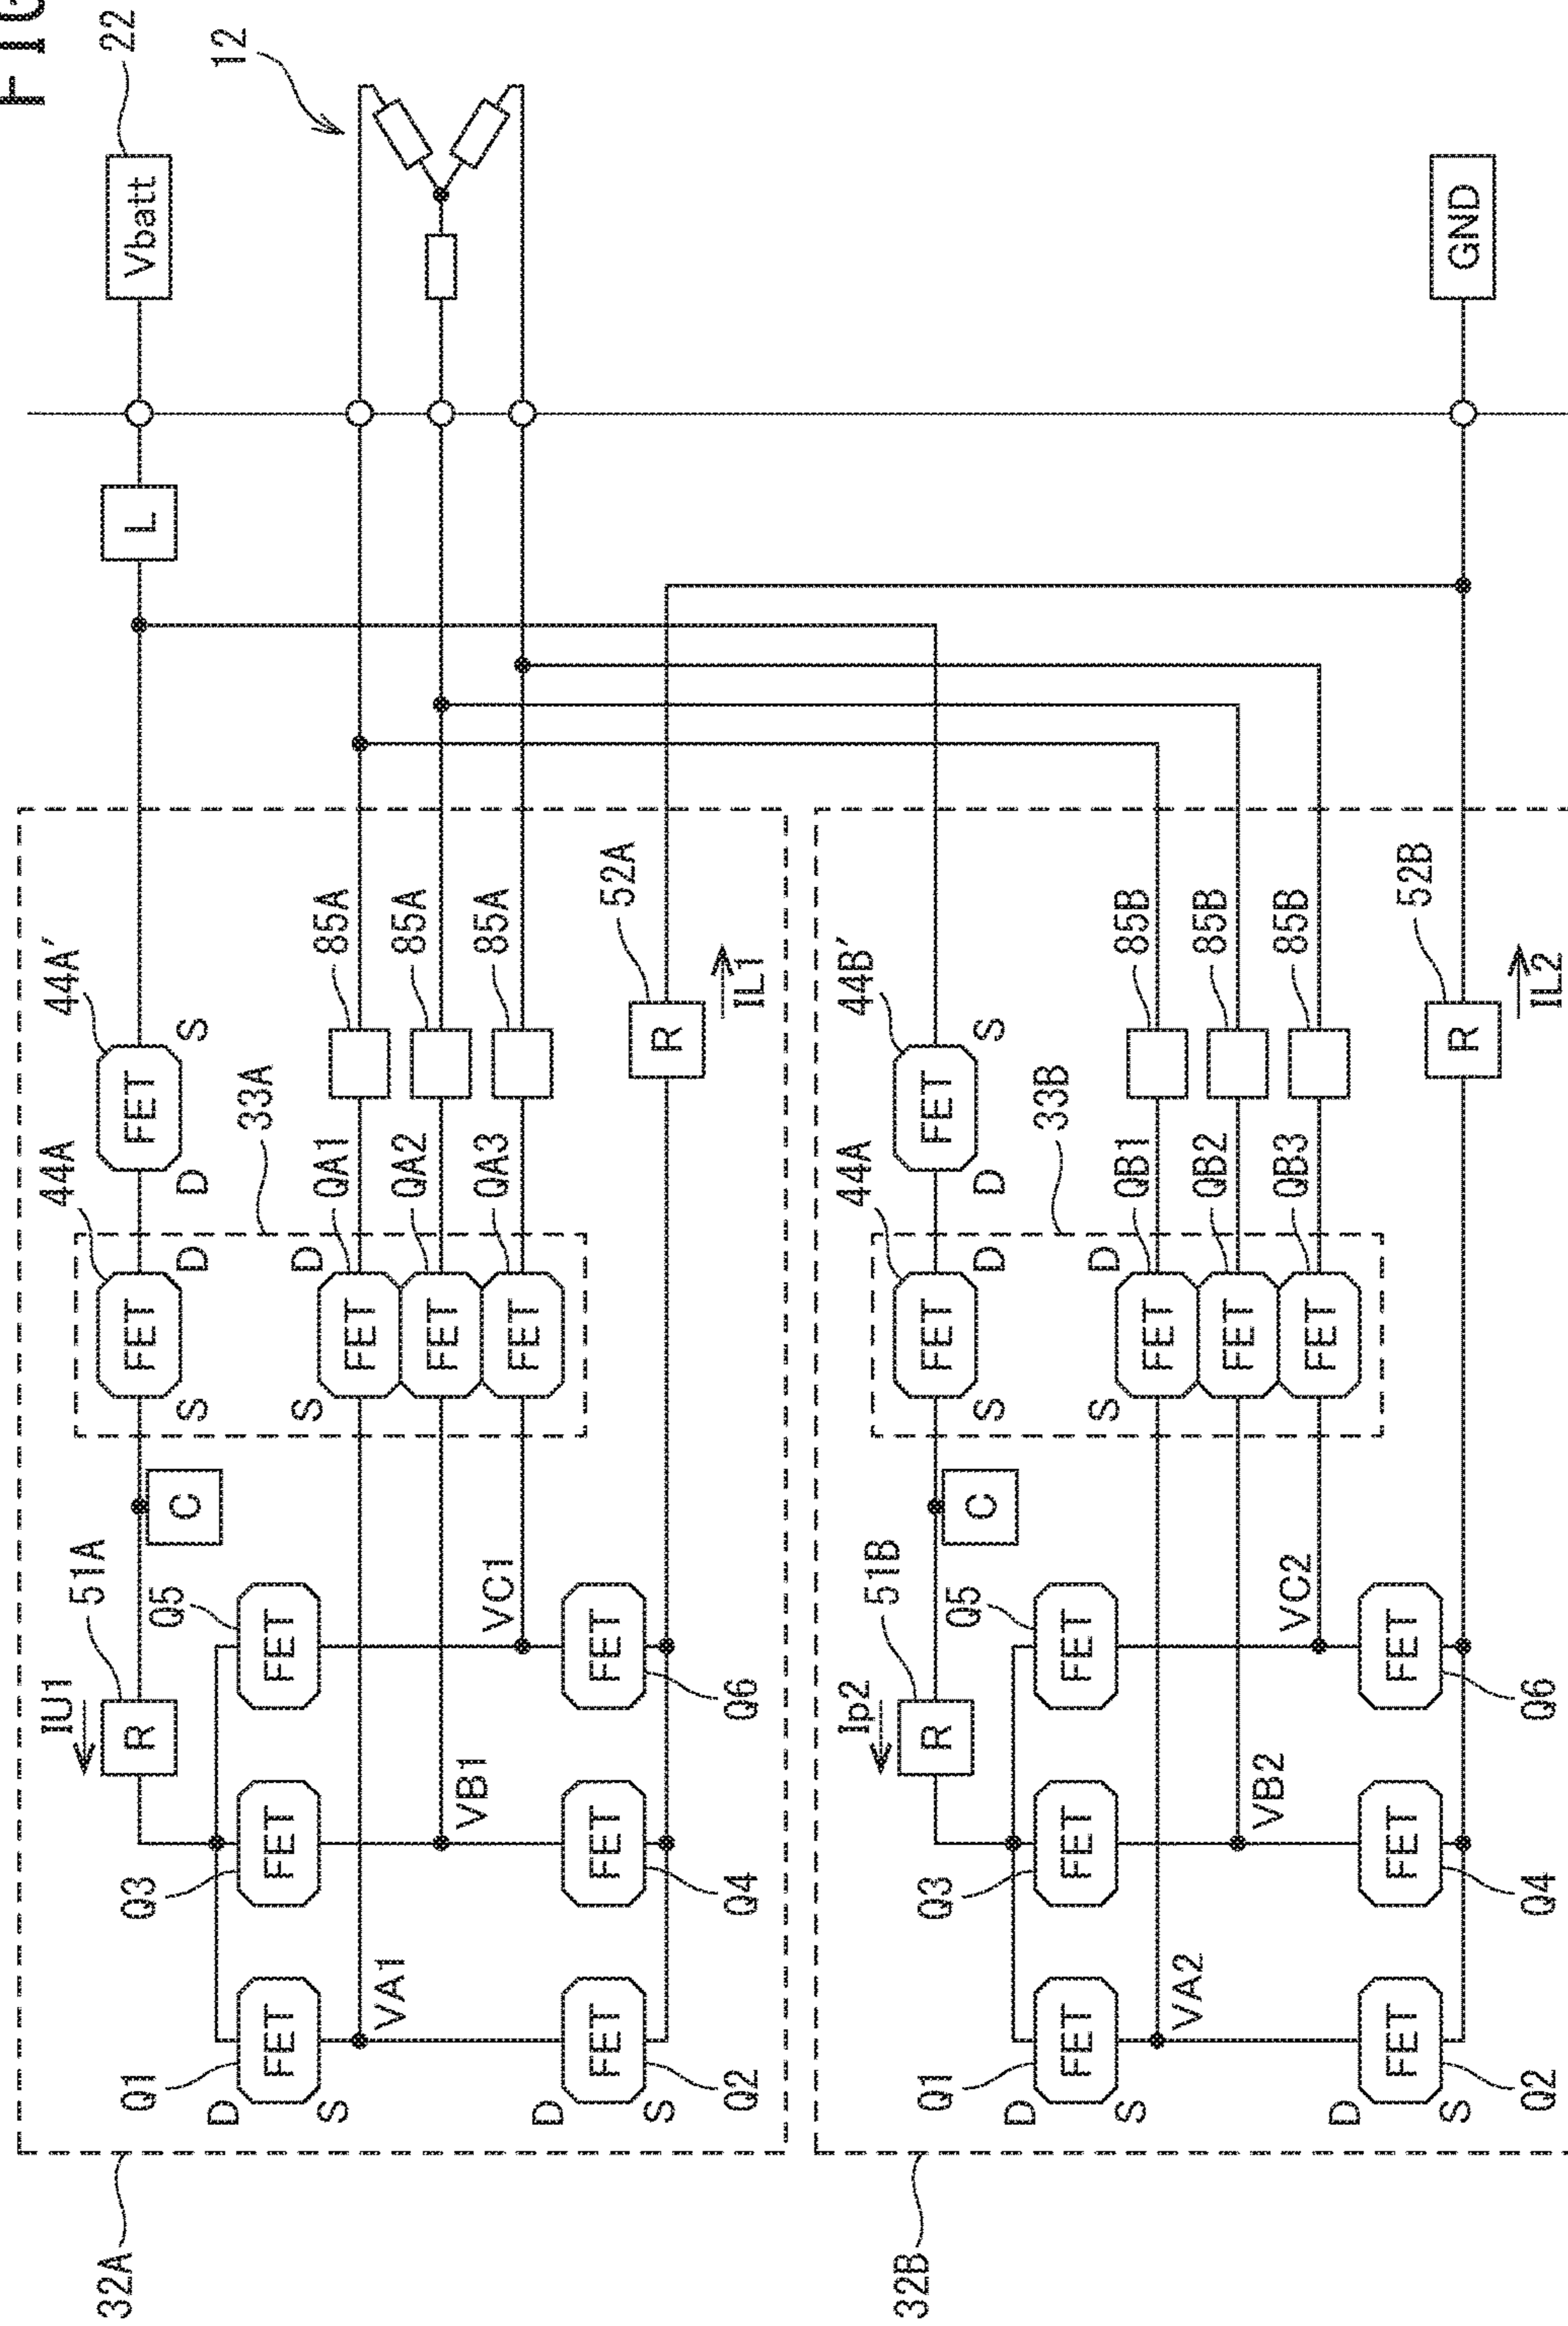 FIG
22
Vbatt
12
L
GND
32A
44A'
44A
FET
FET
S
D
D
S
33A
85A
85A
85A
QA1
QA2
QA3
D
S
FET
FET
FET
52A
R
IL1
C
51A
IU1
R
Q5
FET
Q3
FET
Q1
FET
D
S
VC1
VB1
VA1
FET
Q6
FET
Q4
FET
Q2
D
S
32B
44B'
44A
FET
FET
S
D
D
S
33B
85B
85B
85B
QB1
QB2
QB3
D
S
FET
FET
FET
52B
R
IL2
C
51B
Ip2
R
Q5
FET
Q3
FET
Q1
FET
D
S
VC2
VB2
VA2
FET
Q6
FET
Q4
FET
Q2
D
S